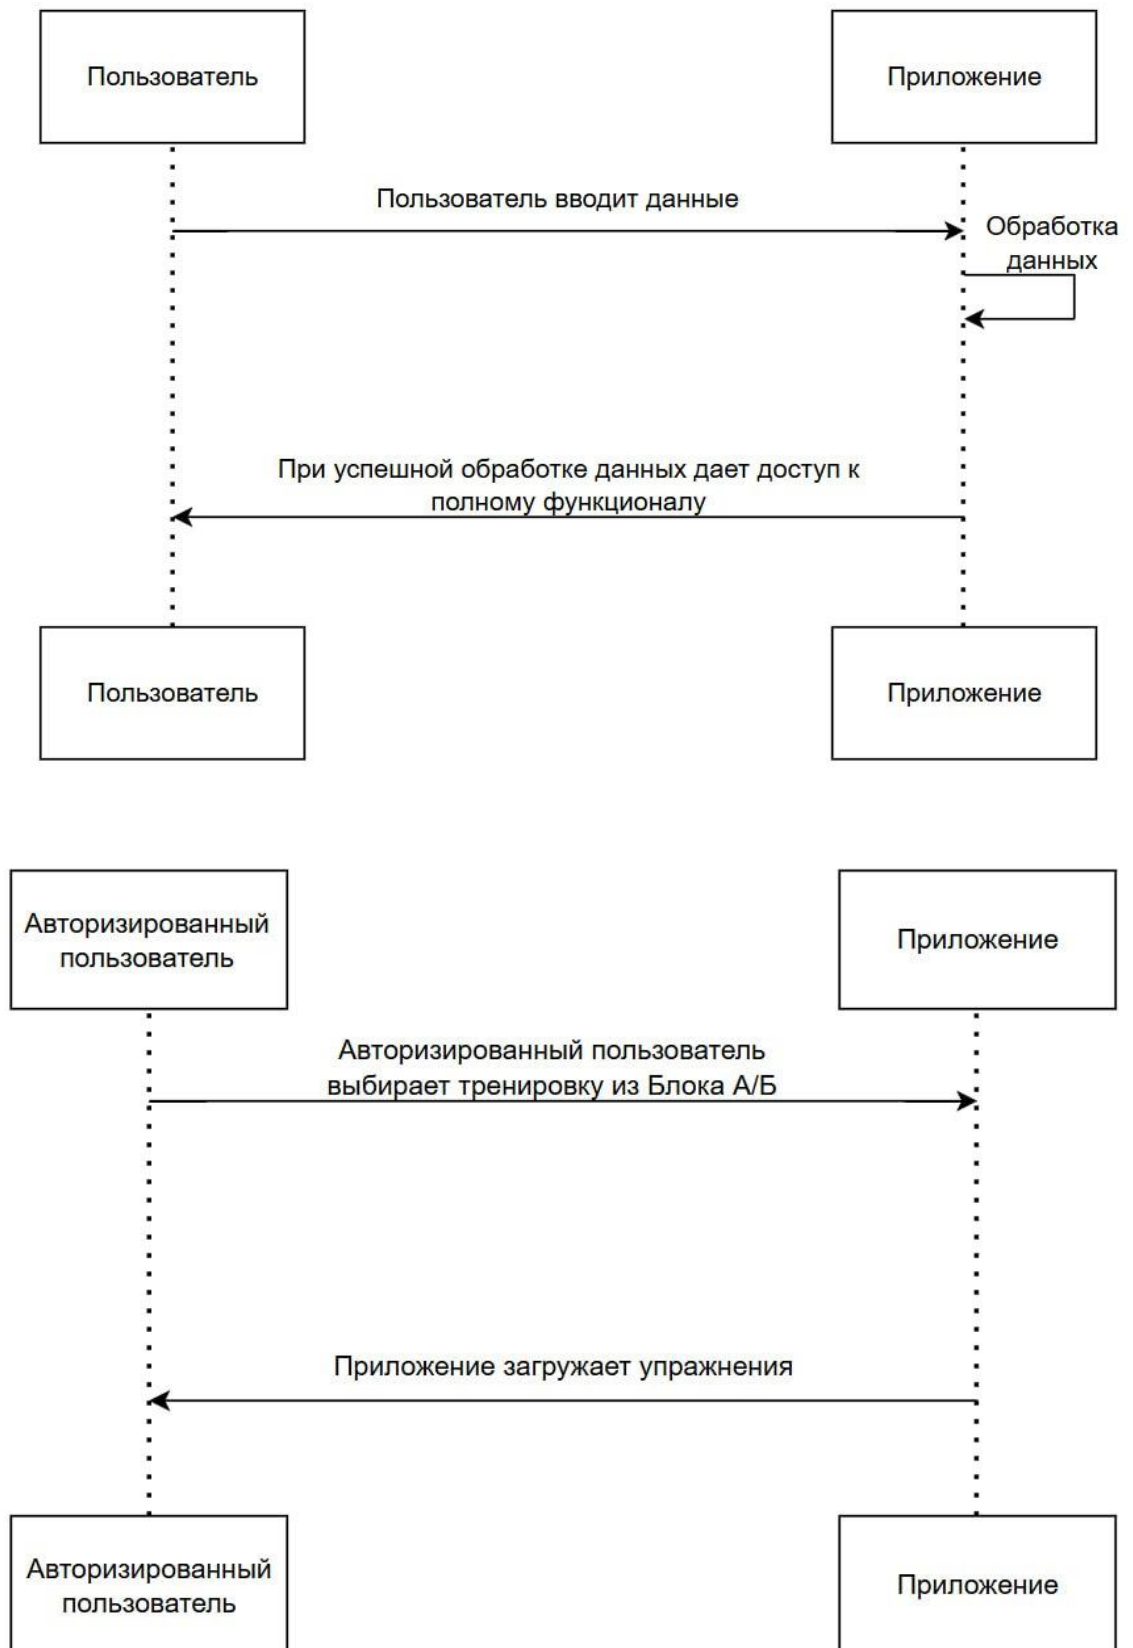 Пользователь
Приложение
Пользователь вводит данные
Обработка
данных
При успешной обработке данных дает доступ к
полному функционалу
Пользователь
Приложение
Авторизированный
пользователь
Приложение
Авторизированный пользователь
выбирает тренировку из Блока А/Б
Приложение загружает упражнения
Авторизированный
пользователь
Приложение